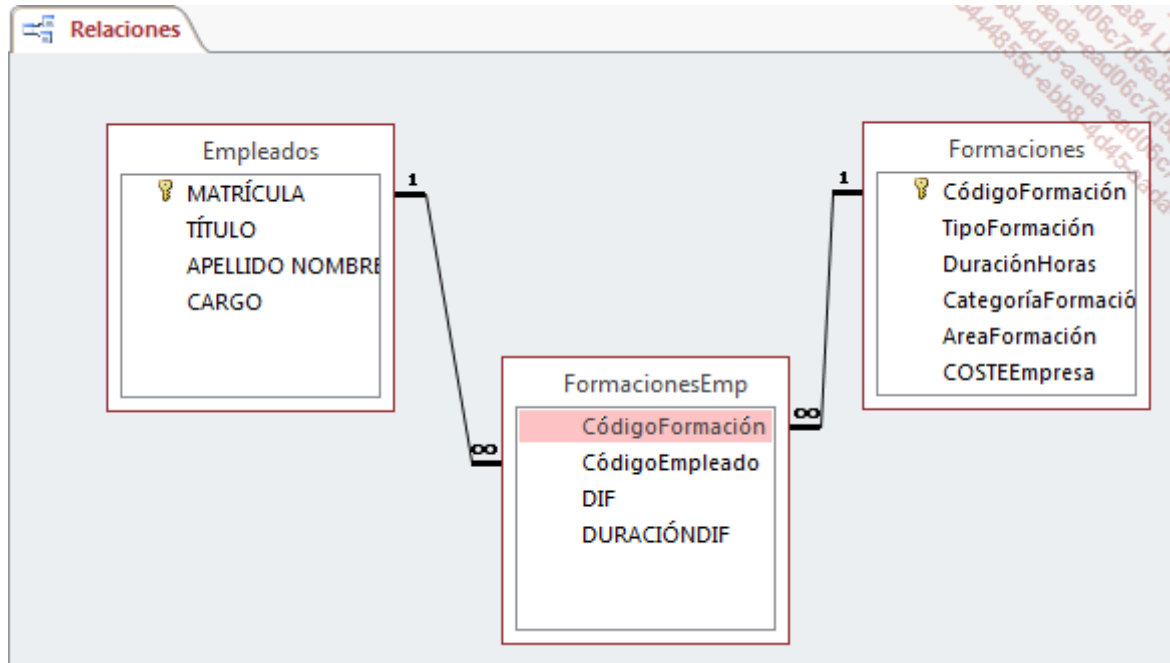 Relaciones
Empleados
MATRÍCULA
TÍTULO
APELLIDO NOMBRE
CARGO
1
∞
FormacionesEmp
CódigoFormación
CódigoEmpleado
DIF
DURACIÓNDIF
∞
1
Formaciones
CódigoFormación
TipoFormación
DuraciónHoras
CategoríaFormació
AreaFormación
COSTEEmpresa